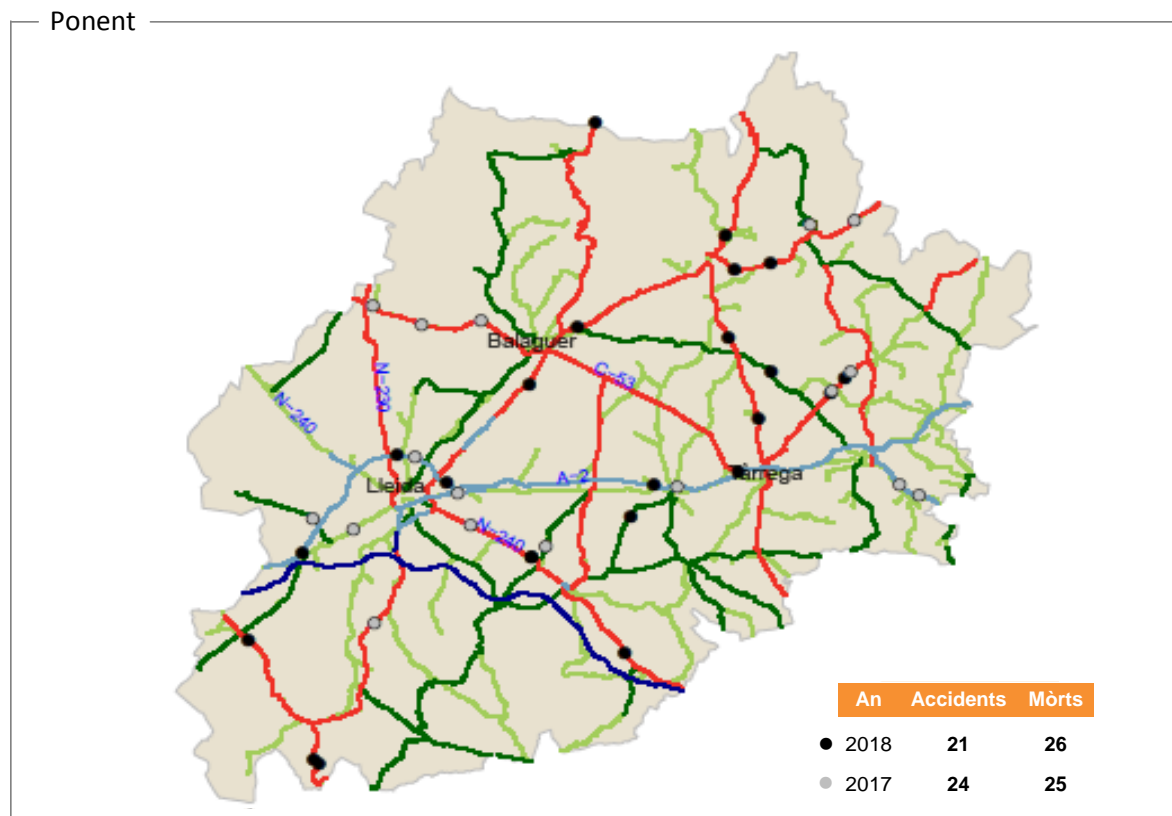 Ponent
Balaguer
C-53
N-230
N-240
A-2
Tàrrega
Lleida
N-240
An Accidents Mòrts
2018 21 26
2017 24 25